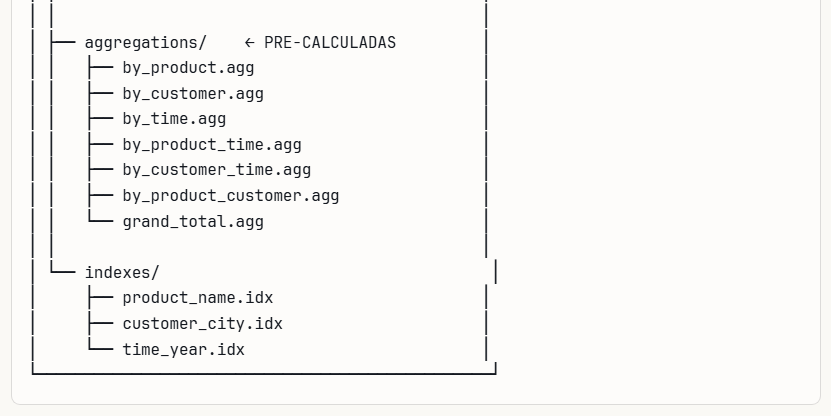 │ │                                              │
│ ├── aggregations/    ← PRE-CALCULADAS          │
│ │   ├── by_product.agg                         │
│ │   ├── by_customer.agg                        │
│ │   ├── by_time.agg                            │
│ │   ├── by_product_time.agg                    │
│ │   ├── by_customer_time.agg                   │
│ │   ├── by_product_customer.agg                │
│ │   └── grand_total.agg                        │
│ │                                              │
│ └── indexes/                                    │
│     ├── product_name.idx                       │
│     ├── customer_city.idx                      │
│     └── time_year.idx                          │
└─────────────────────────────────────────────────┘